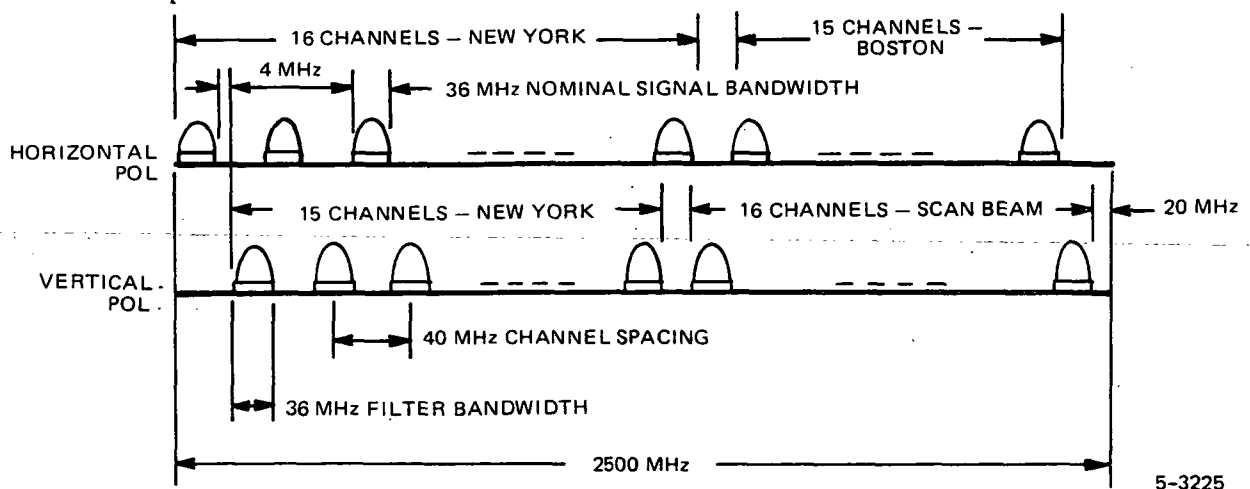 16 CHANNELS – NEW YORK
15 CHANNELS –
BOSTON
4 MHz
36 MHz NOMINAL SIGNAL BANDWIDTH
HORIZONTAL
POL
15 CHANNELS – NEW YORK
16 CHANNELS – SCAN BEAM
20 MHz
VERTICAL
POL
40 MHz CHANNEL SPACING
36 MHz FILTER BANDWIDTH
2500 MHz
5-3225